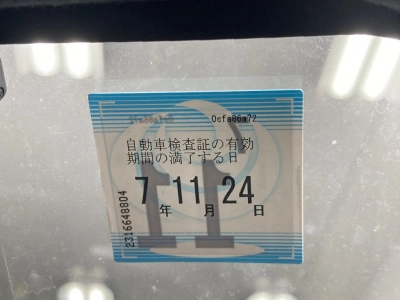 0cfa86a72
自動車検査証の有効
期間の満了する日
7 11 24
年 月 日
2316648804